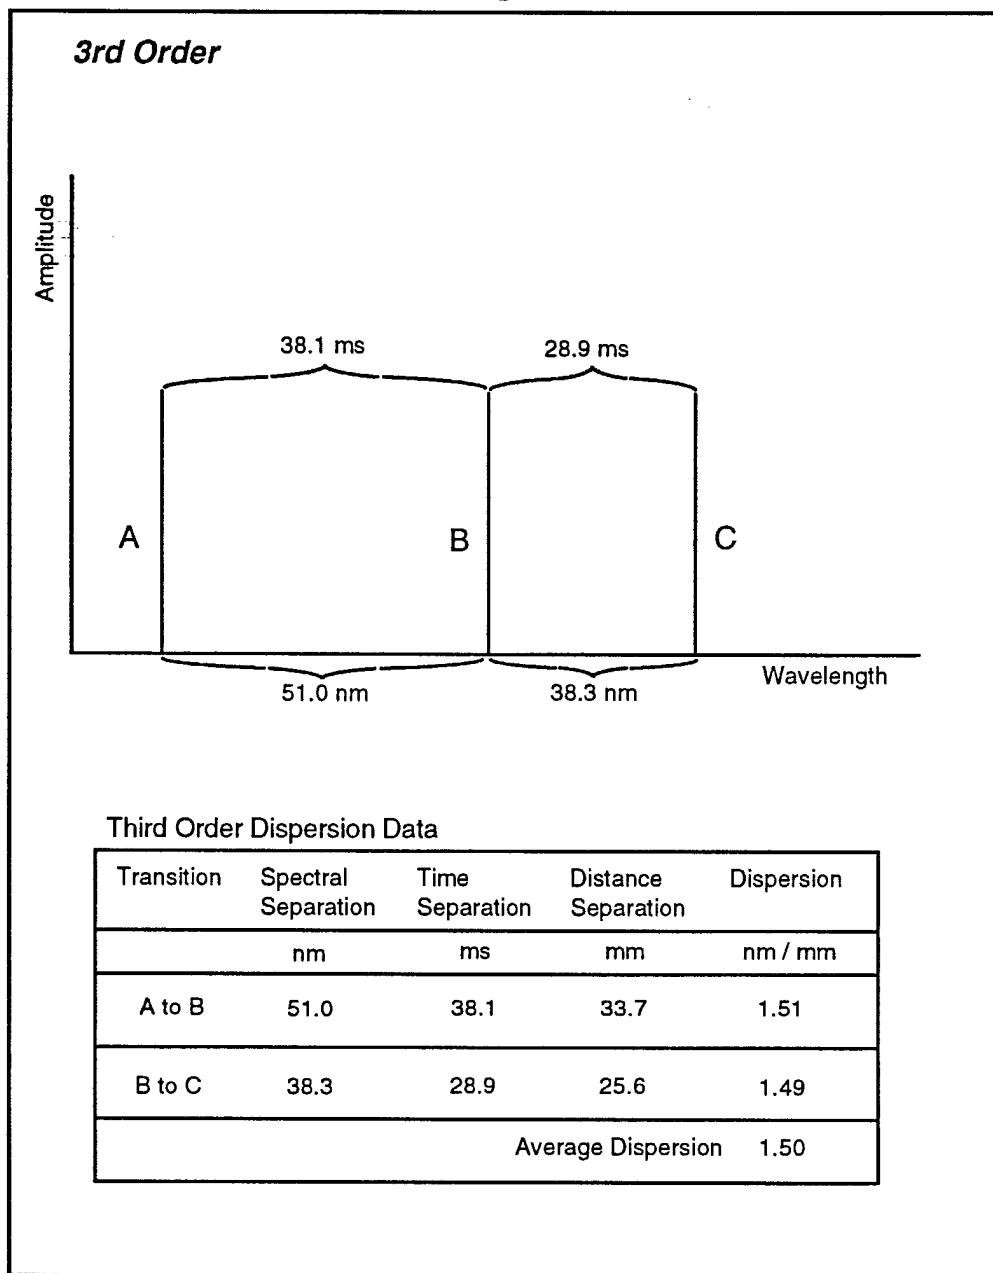 3rd Order
Amplitude
38.1 ms
28.9 ms
A
B
C
51.0 nm
38.3 nm
Wavelength
Third Order Dispersion Data
Transition Spectral Separation Time Separation Distance Separation Dispersion
nm ms mm nm / mm
A to B 51.0 38.1 33.7 1.51
B to C 38.3 28.9 25.6 1.49
Average Dispersion 1.50